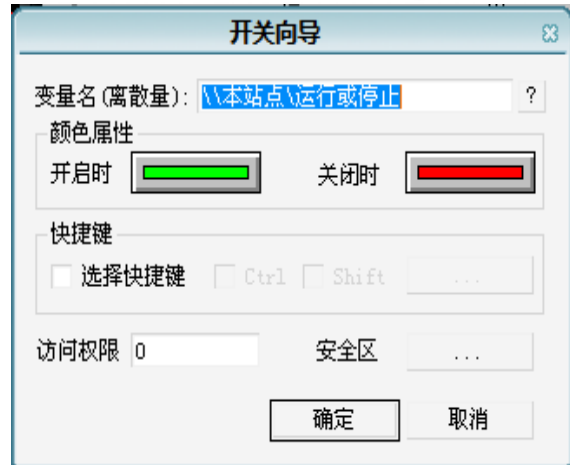 开关向导
变量名(离散量): \\本站点\运行或停止 ?
颜色属性
开启时 关闭时
快捷键
选择快捷键 Ctrl Shift ...
访问权限 0 安全区 ...
确定 取消